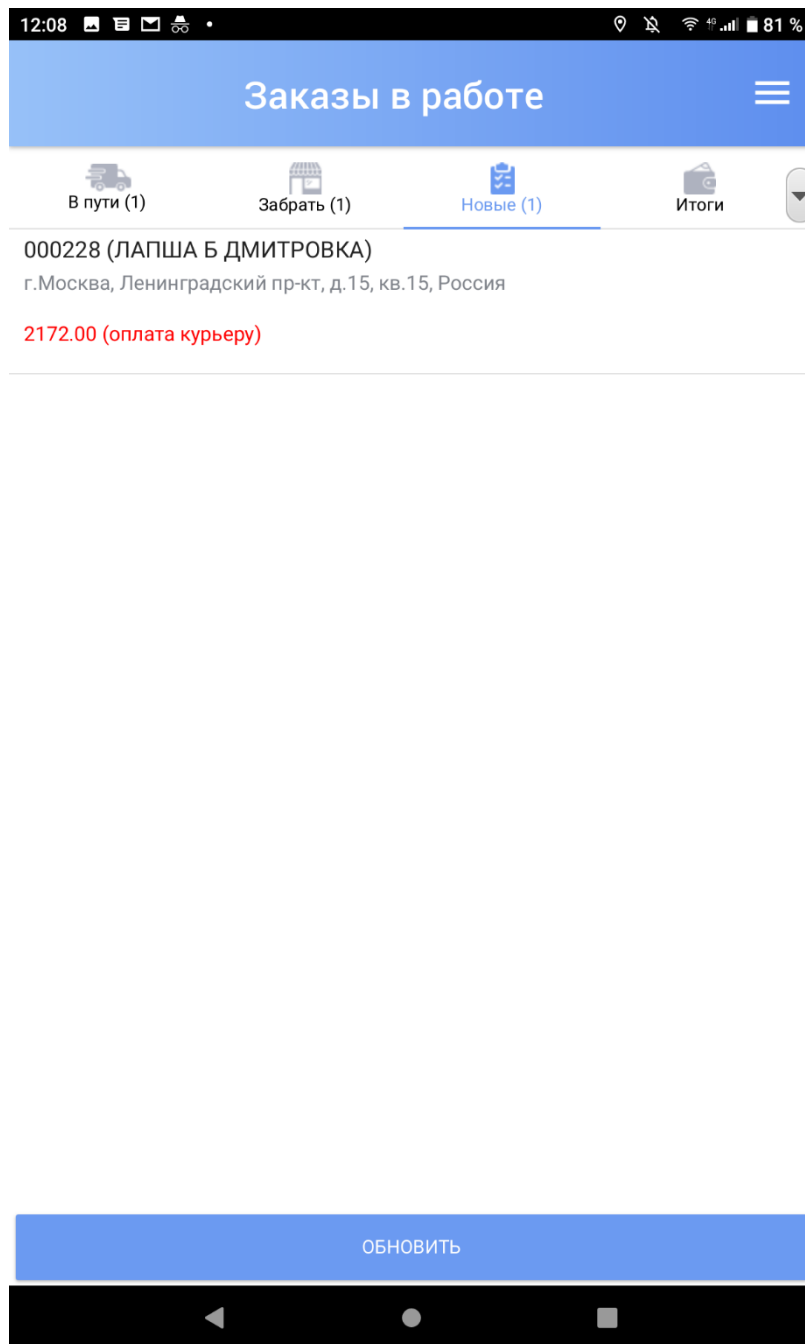 12:08 4G 81 %
Заказы в работе
В пути (1) Забрать (1) Новые (1) Итоги
000228 (ЛАПША Б ДМИТРОВКА)
г.Москва, Ленинградский пр-кт, д.15, кв.15, Россия
2172.00 (оплата курьеру)
ОБНОВИТЬ